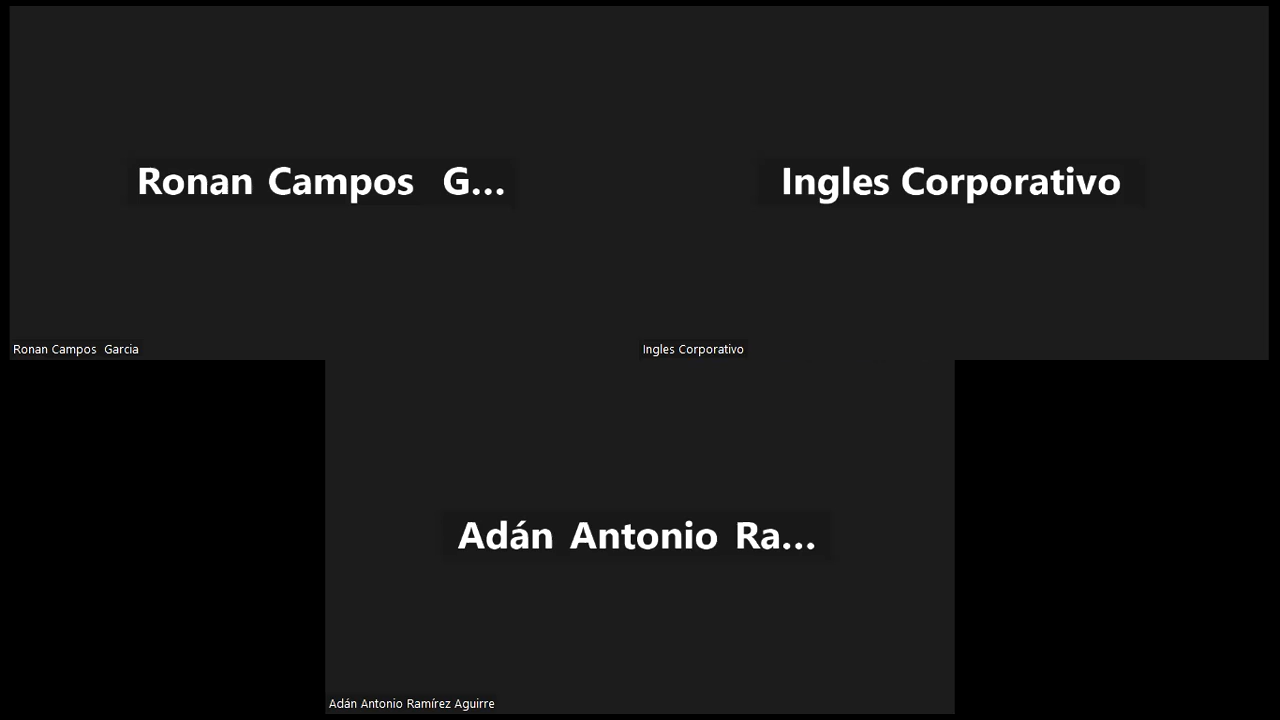 Ronan Campos  G...
Ingles Corporativo
Ronan Campos  Garcia
Ingles Corporativo
Adán Antonio Ra...
Adán Antonio Ramírez Aguirre